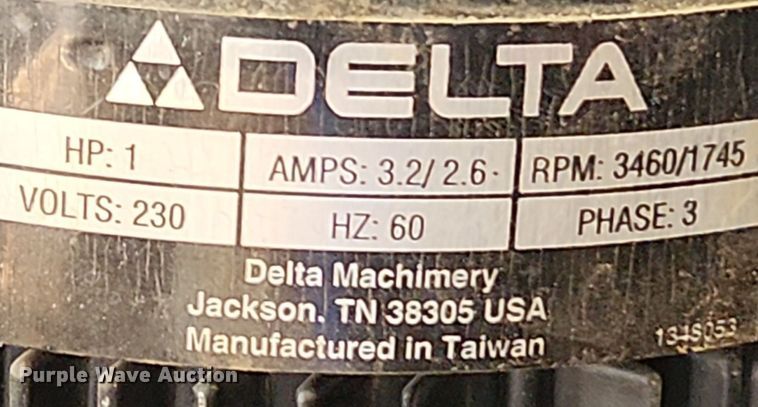 DELTA
HP: 1 AMPS: 3.2/ 2.6 RPM: 3460/1745
VOLTS: 230 HZ: 60 PHASE: 3
Delta Machimery
Jackson, TN 38305 USA
Manufactured in Taiwan
1348053
Purple Wave Auction